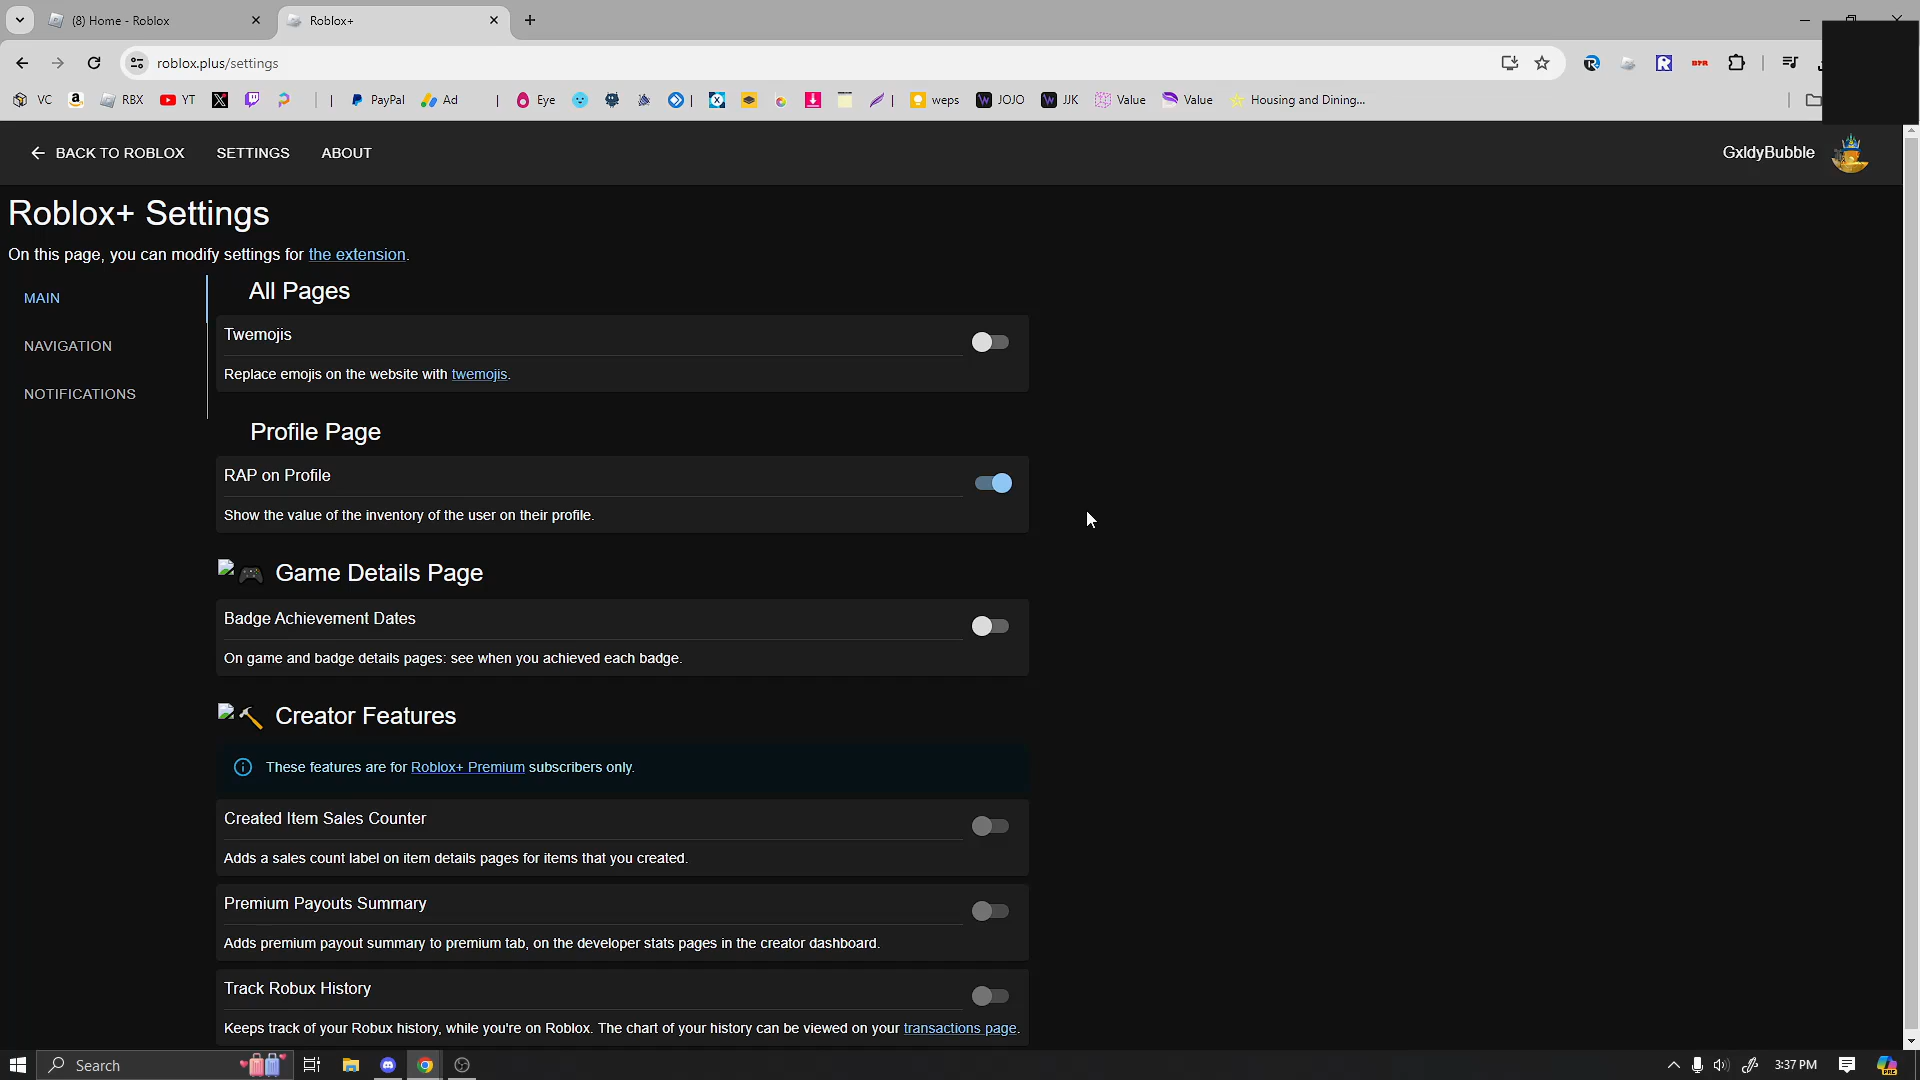 (8) Home - Roblox
Roblox+
roblox.plus/settings
VC
RBX
YT
PayPal
Ad
Eye
weps
JOJO
JJK
Value
Value
Housing and Dining...
BACK TO ROBLOX
SETTINGS
ABOUT
GxldyBubble
Roblox+ Settings
On this page, you can modify settings for the extension.
MAIN
NAVIGATION
NOTIFICATIONS
All Pages
Twemojis
Replace emojis on the website with twemojis.
Profile Page
RAP on Profile
Show the value of the inventory of the user on their profile.
Game Details Page
Badge Achievement Dates
On game and badge details pages: see when you achieved each badge.
Creator Features
These features are for Roblox+ Premium subscribers only.
Created Item Sales Counter
Adds a sales count label on item details pages for items that you created.
Premium Payouts Summary
Adds premium payout summary to premium tab, on the developer stats pages in the creator dashboard.
Track Robux History
Keeps track of your Robux history, while you're on Roblox. The chart of your history can be viewed on your transactions page.
Search
3:37 PM